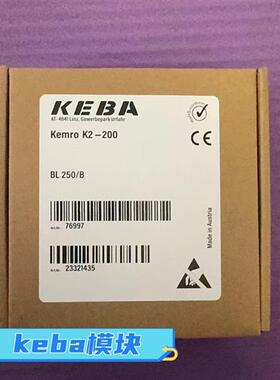 KEBA
AT-4041 Linz, Gewerbepark Urfahr
Kemro K2-200
CE
BL 250/B
Made in Austria
76997
23321435
keba模块